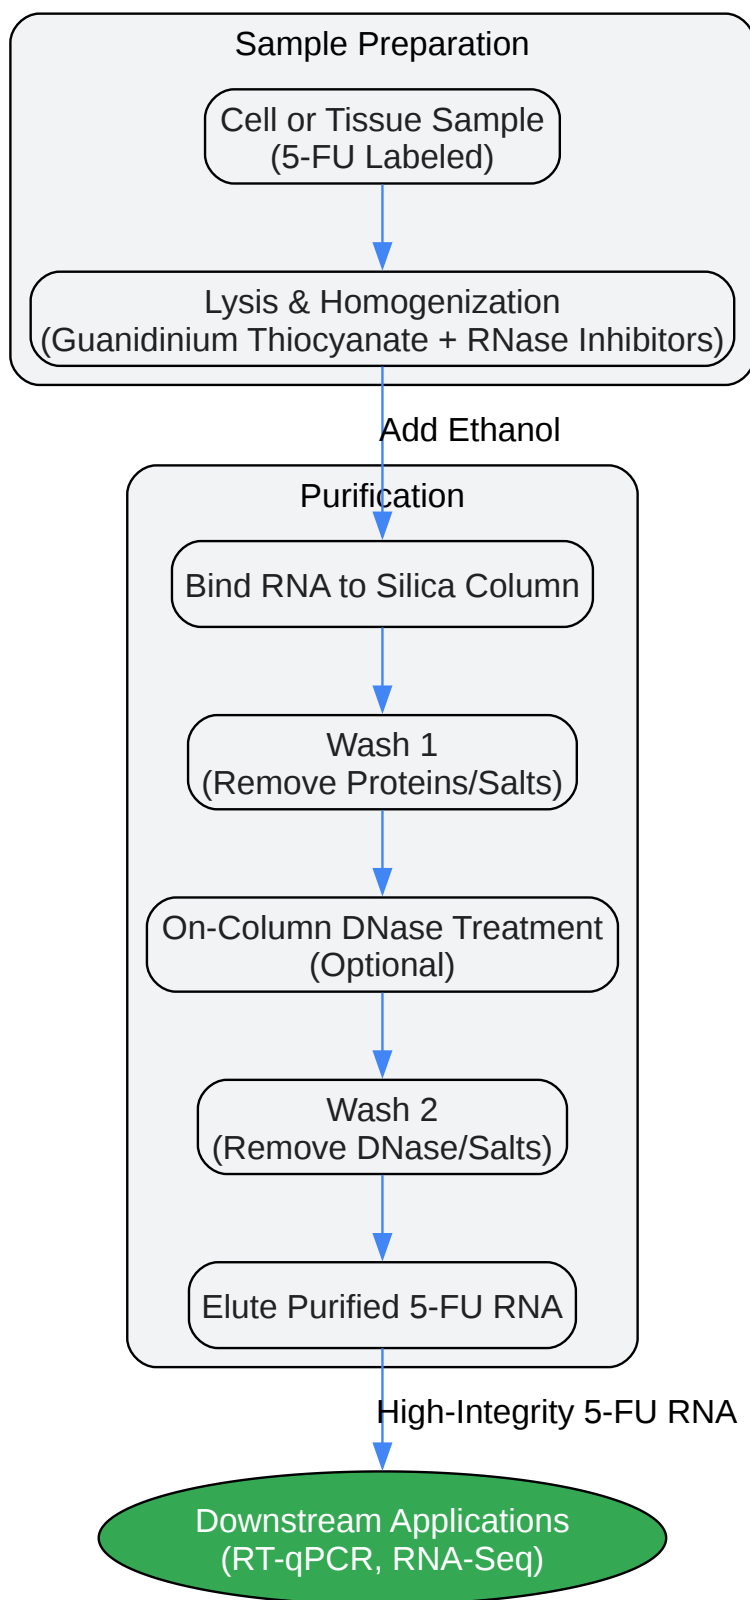 Sample Preparation
Cell or Tissue Sample
(5-FU Labeled)
Lysis & Homogenization
(Guanidinium Thiocyanate + RNase Inhibitors)
Add Ethanol
Purification
Bind RNA to Silica Column
Wash 1
(Remove Proteins/Salts)
On-Column DNase Treatment
(Optional)
Wash 2
(Remove DNase/Salts)
Elute Purified 5-FU RNA
High-Integrity 5-FU RNA
Downstream Applications
(RT-qPCR, RNA-Seq)